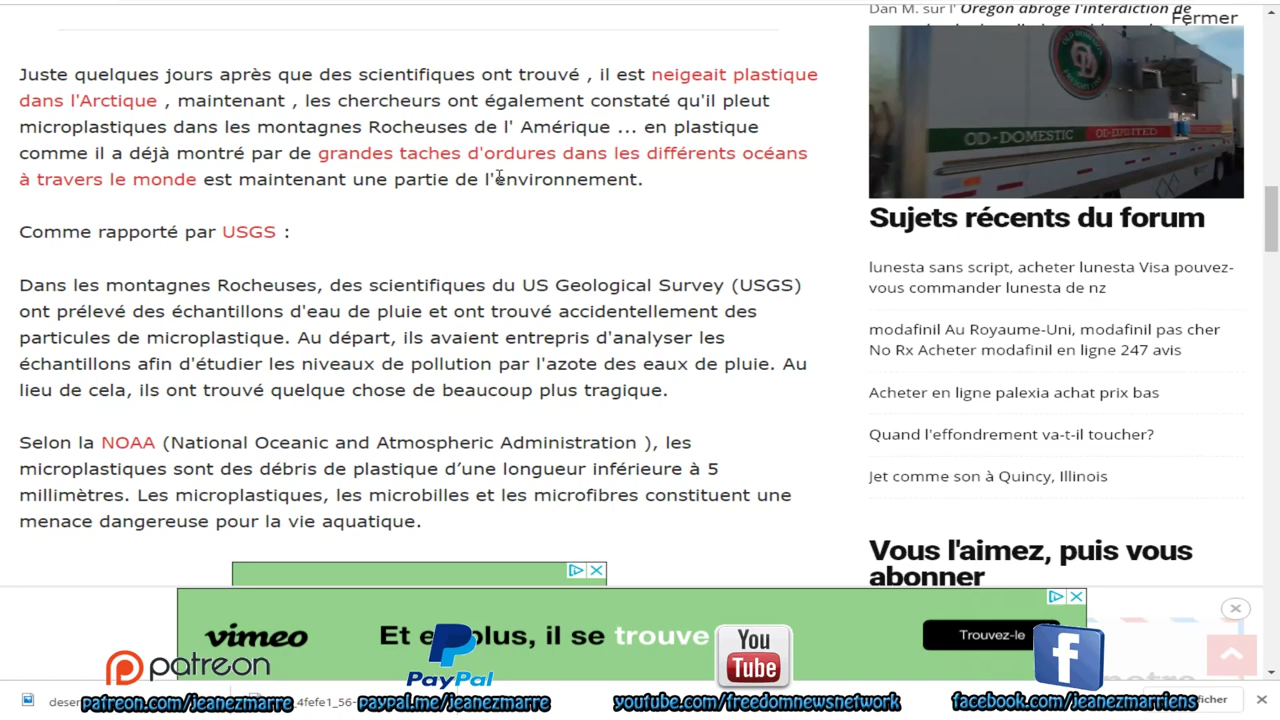 Juste quelques jours après que des scientifiques ont trouvé , il est neigeait plastique
dans l'Arctique , maintenant , les chercheurs ont également constaté qu'il pleut
microplastiques dans les montagnes Rocheuses de l' Amérique ... en plastique
comme il a déjà montré par de grandes taches d'ordures dans les différents océans
à travers le monde est maintenant une partie de l'environnement.
Comme rapporté par USGS :
Dans les montagnes Rocheuses, des scientifiques du US Geological Survey (USGS)
ont prélevé des échantillons d'eau de pluie et ont trouvé accidentellement des
particules de microplastique. Au départ, ils avaient entrepris d'analyser les
échantillons afin d'étudier les niveaux de pollution par l'azote des eaux de pluie. Au
lieu de cela, ils ont trouvé quelque chose de beaucoup plus tragique.
Selon la NOAA (National Oceanic and Atmospheric Administration ), les
microplastiques sont des débris de plastique d’une longueur inférieure à 5
millimètres. Les microplastiques, les microbilles et les microfibres constituent une
menace dangereuse pour la vie aquatique.
Dan M. sur l' Oregon abroge l'interdiction de
Fermer
OLD DOMINION
FREIGHT LINE
OD-DOMESTIC
OD-EXPEDITED
Sujets récents du forum
lunesta sans script, acheter lunesta Visa pouvez-
vous commander lunesta de nz
modafinil Au Royaume-Uni, modafinil pas cher
No Rx Acheter modafinil en ligne 247 avis
Acheter en ligne palexia achat prix bas
Quand l'effondrement va-t-il toucher?
Jet comme son à Quincy, Illinois
Vous l'aimez, puis vous
abonner
vimeo
Et plus, il se trouve
Trouvez-le
patreon
PayPal
You
Tube
f
patreon.com/jeanezmarre
_4fefe1_56-
paypal.me/jeanezmarre
youtube.com/freedomnewsnetwork
facebook.com/jeanezmarriens